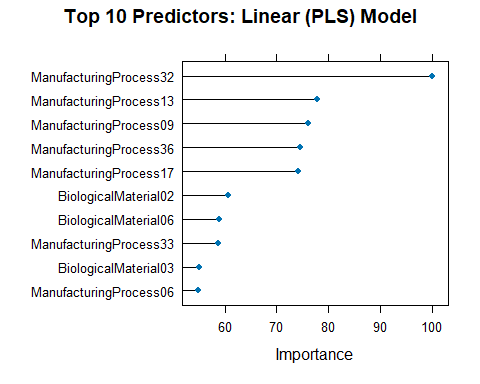 Top 10 Predictors: Linear (PLS) Model
ManufacturingProcess32
ManufacturingProcess13
ManufacturingProcess09
ManufacturingProcess36
ManufacturingProcess17
BiologicalMaterial02
BiologicalMaterial06
ManufacturingProcess33
BiologicalMaterial03
ManufacturingProcess06
60 70 80 90 100
Importance